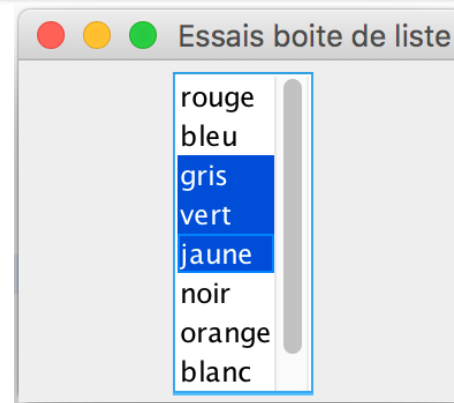 Essais boite de liste
rouge
bleu
gris
vert
jaune
noir
orange
blanc